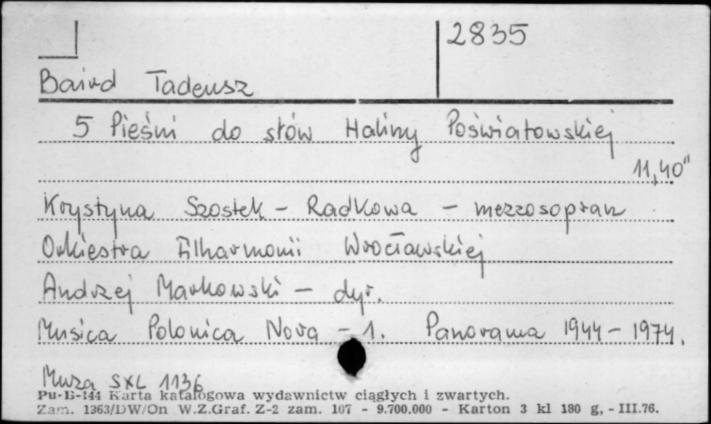 2835
Baird Tadeusz
5 Pieśni do słów Haliny Poświatowskiej
11,40"
Krystyna Szostek - Radkowa - mezzosopran
Orkiestra Filharmonii Wrocławskiej
Andrzej Markowski - dyr.
Musica Polonica Nova - 1. Panorama 1944 - 1974.
Muza SXL 1136
Pu-B-144 Karta katalogowa wydawnictw ciągłych i zwartych.
Zam. 1363/DW/On W.Z.Graf. Z-2 zam. 107 - 9.700.000 - Karton 3 kl 180 g, - III.76.